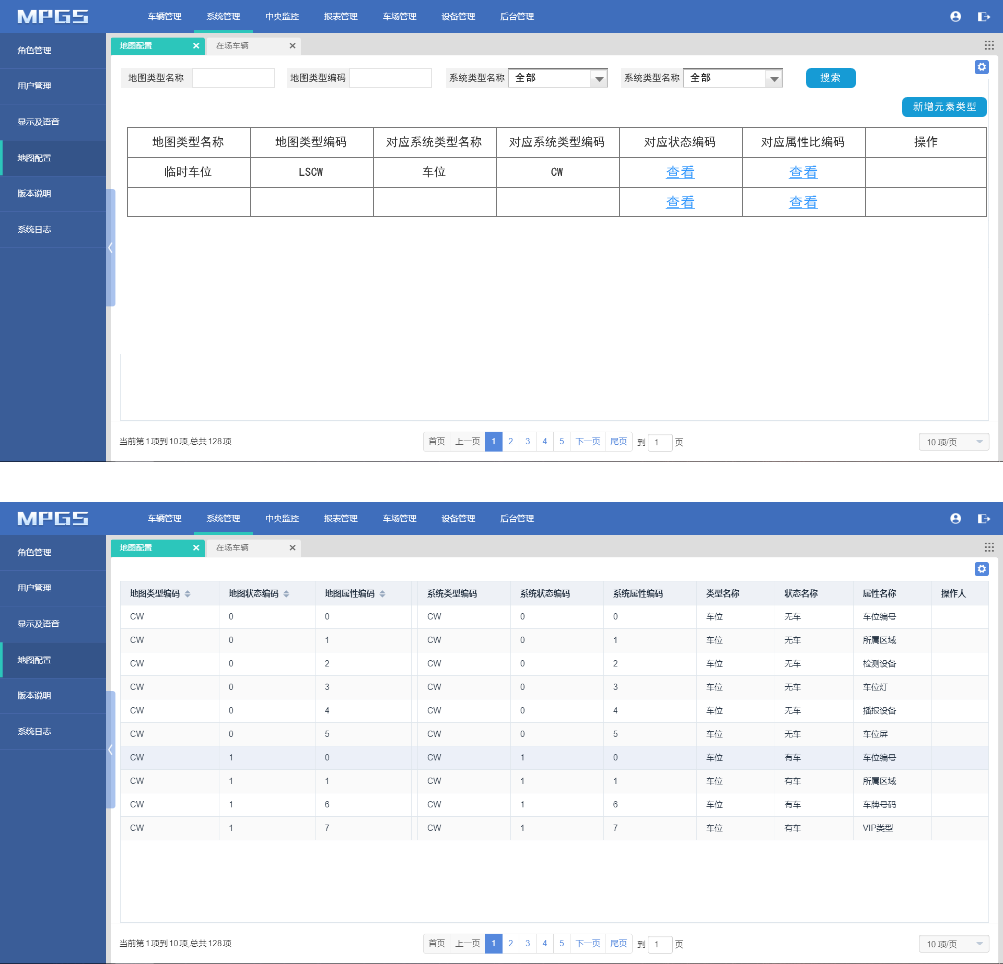 MPGS 车辆管理 系统管理 中央监控 报表管理 车场管理 设备管理 后台管理
角色管理
用户管理
显示及语音
地图配置
版本说明
系统日志
地图配置 × 在场车辆 ×
地图类型名称 地图类型编码 系统类型名称 全部 系统类型名称 全部 搜索
新增元素类型
地图类型名称 地图类型编码 对应系统类型名称 对应系统类型编码 对应状态编码 对应属性比编码 操作
临时车位 LSCW 车位 CW 查看 查看
查看 查看
当前第1项到10项 总共128项 首页 上一页 1 2 3 4 5 下一页 尾页 到 1 页 10 项/页
MPGS 车辆管理 系统管理 中央监控 报表管理 车场管理 设备管理 后台管理
角色管理
用户管理
显示及语音
地图配置
版本说明
系统日志
地图配置 × 在场车辆 ×
地图类型编码 地图状态编码 地图属性编码 系统类型编码 系统状态编码 系统属性编码 类型名称 状态名称 属性名称 操作人
CW 0 0 CW 0 0 车位 无车 车位编号
CW 0 1 CW 0 1 车位 无车 所属区域
CW 0 2 CW 0 2 车位 无车 检测设备
CW 0 3 CW 0 3 车位 无车 车位灯
CW 0 4 CW 0 4 车位 无车 播报设备
CW 0 5 CW 0 5 车位 无车 车位屏
CW 1 0 CW 1 0 车位 有车 车位编号
CW 1 1 CW 1 1 车位 有车 所属区域
CW 1 6 CW 1 6 车位 有车 车牌号码
CW 1 7 CW 1 7 车位 有车 VIP类型
当前第1项到10项 总共128项 首页 上一页 1 2 3 4 5 下一页 尾页 到 1 页 10 项/页